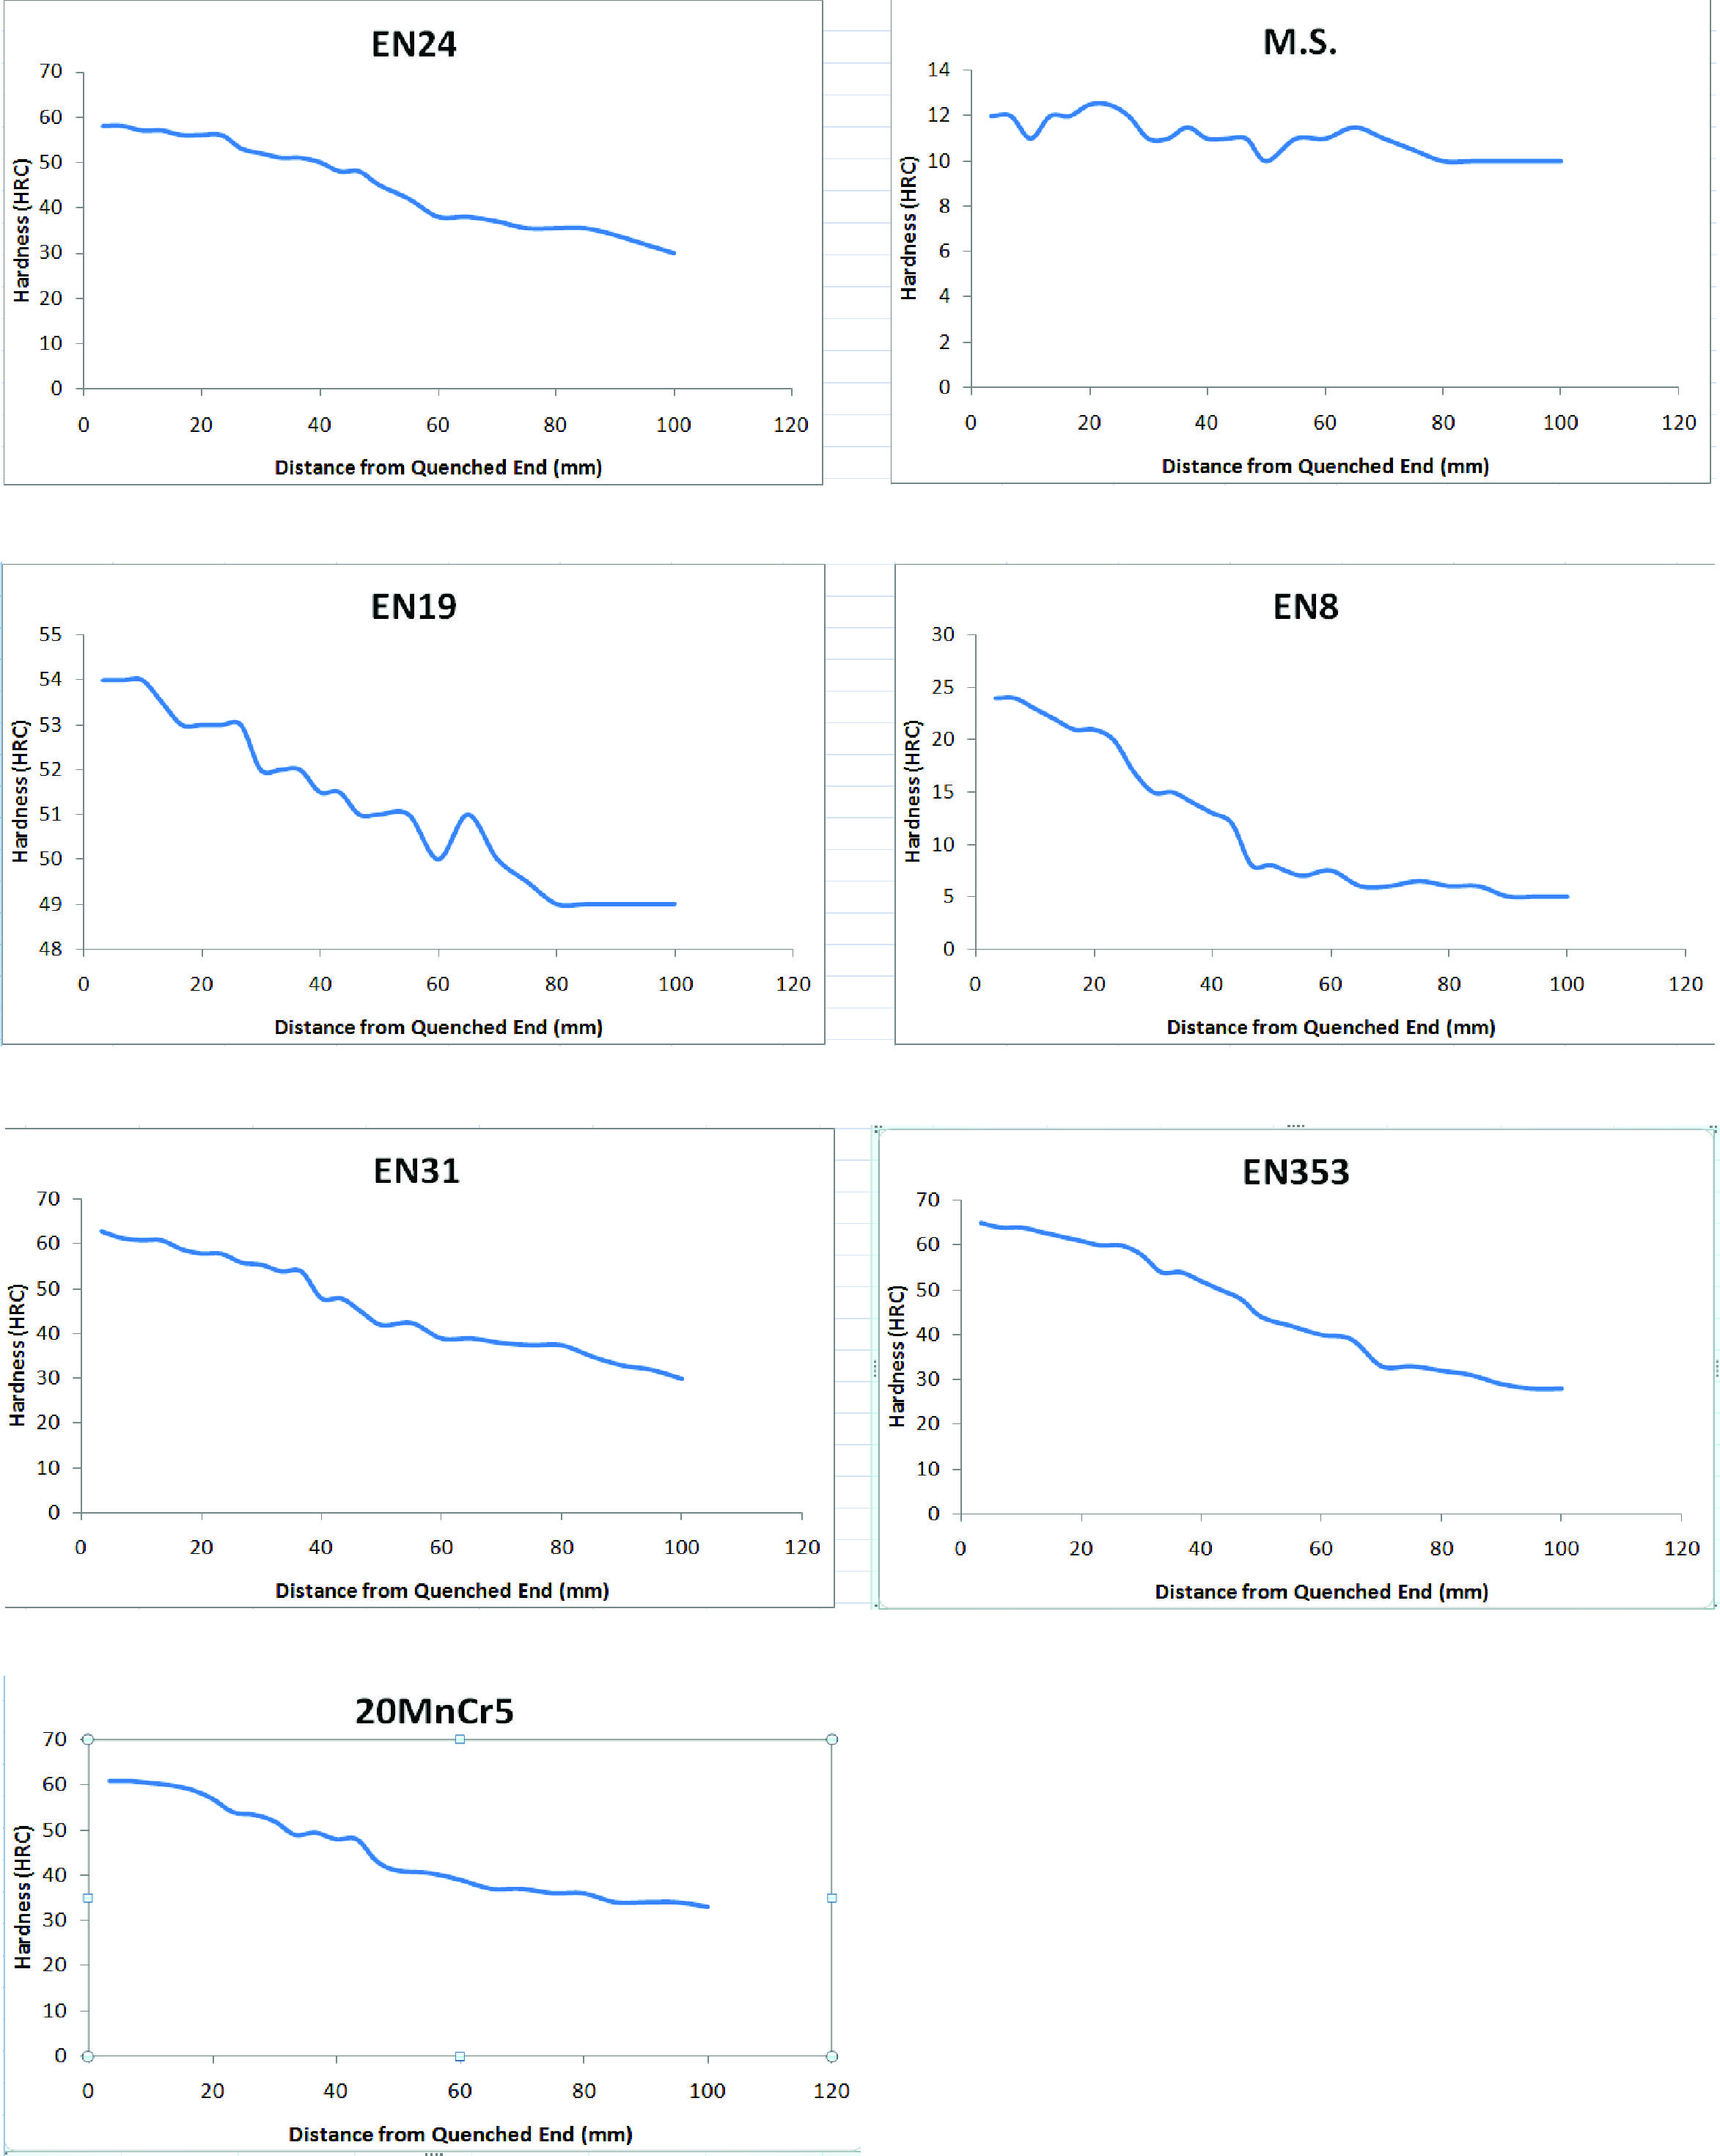 EN24
70
60
50
40
30
20
10
0
Hardness (HRC)
0 20 40 60 80 100 120
Distance from Quenched End (mm)
M.S.
14
12
10
8
6
4
2
0
Hardness (HRC)
0 20 40 60 80 100 120
Distance from Quenched End (mm)
EN19
55
54
53
52
51
50
49
48
Hardness (HRC)
0 20 40 60 80 100 120
Distance from Quenched End (mm)
EN8
30
25
20
15
10
5
0
Hardness (HRC)
0 20 40 60 80 100 120
Distance from Quenched End (mm)
EN31
70
60
50
40
30
20
10
0
Hardness (HRC)
0 20 40 60 80 100 120
Distance from Quenched End (mm)
EN353
70
60
50
40
30
20
10
0
Hardness (HRC)
0 20 40 60 80 100 120
Distance from Quenched End (mm)
20MnCr5
70
60
50
40
30
20
10
0
Hardness (HRC)
0 20 40 60 80 100 120
Distance from Quenched End (mm)